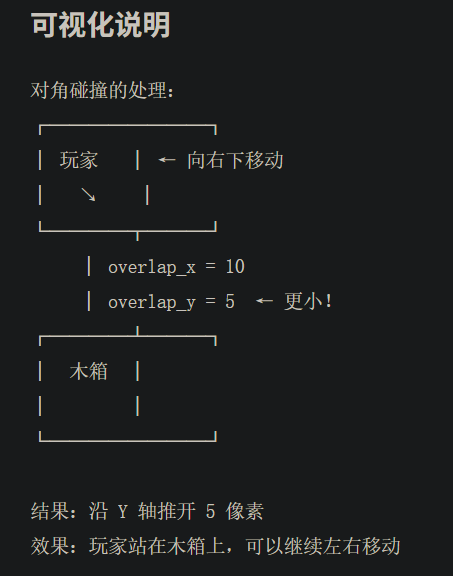 可视化说明
对角碰撞的处理:
┌─────────────┐
│ 玩家   │ ← 向右下移动
│   ↘    │
└───────┬─────┘
    │ overlap_x = 10
    │ overlap_y = 5  ← 更小!
┌───────┴─────┐
│  木箱  │
│       │
└─────────────┘
结果: 沿 Y 轴推开 5 像素
效果: 玩家站在木箱上, 可以继续左右移动